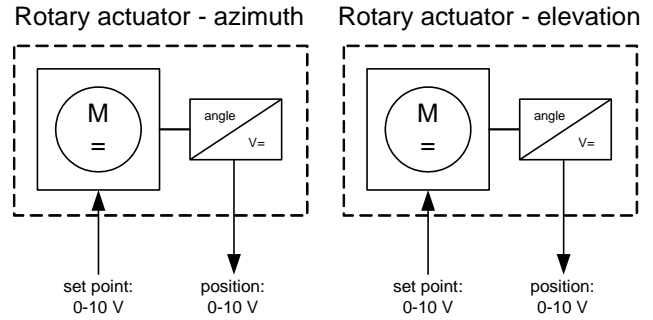 Rotary actuator - azimuth
M
=
angle
V=
set point:
0-10 V
position:
0-10 V
Rotary actuator - elevation
M
=
angle
V=
set point:
0-10 V
position:
0-10 V